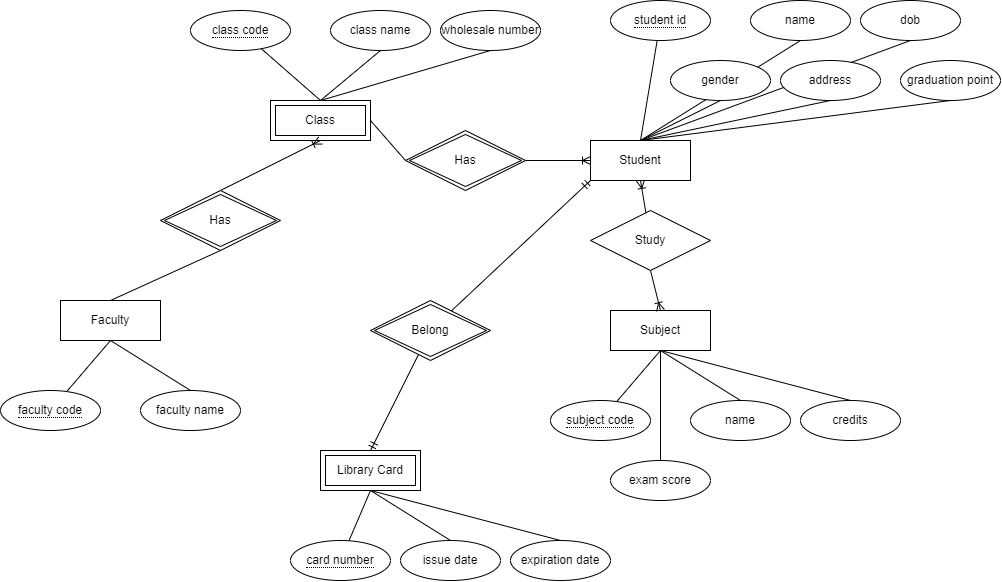 class code
class name
wholesale number
student id
name
dob
gender
address
graduation point
Class
Has
Student
Has
Study
Faculty
Belong
Subject
faculty code
faculty name
subject code
name
credits
Library Card
exam score
card number
issue date
expiration date